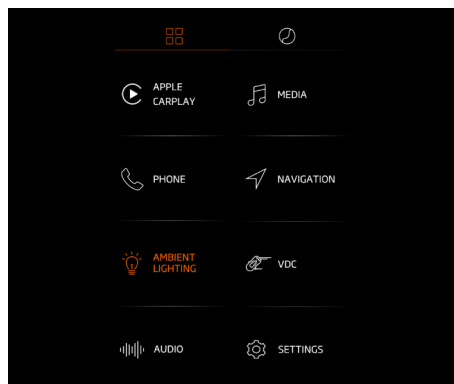 APPLE
CARPLAY
MEDIA
PHONE
NAVIGATION
AMBIENT
LIGHTING
VDC
AUDIO
SETTINGS